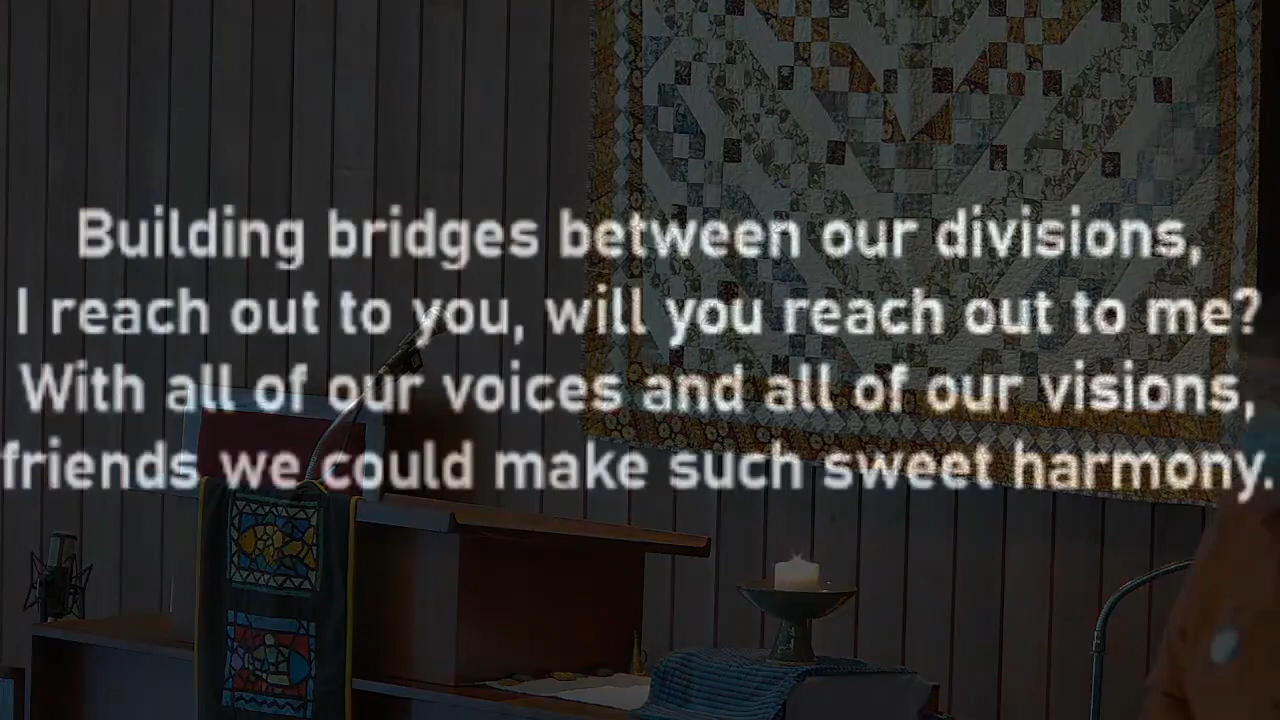 Building bridges between our divisions,
I reach out to you, will you reach out to me?
With all of our voices and all of our visions,
friends we could make such sweet harmony.